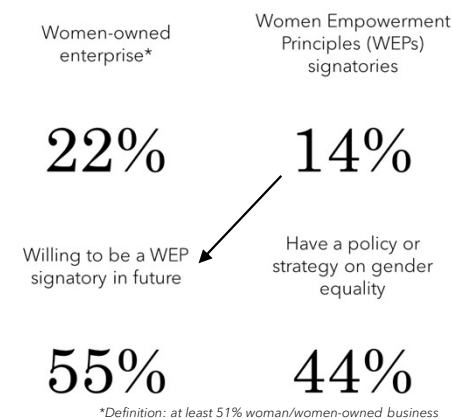 Women-owned
enterprise*
22%
Women Empowerment
Principles (WEPs)
signatories
14%
Willing to be a WEP
signatory in future
55%
Have a policy or
strategy on gender
equality
44%
*Definition: at least 51% woman/women-owned business